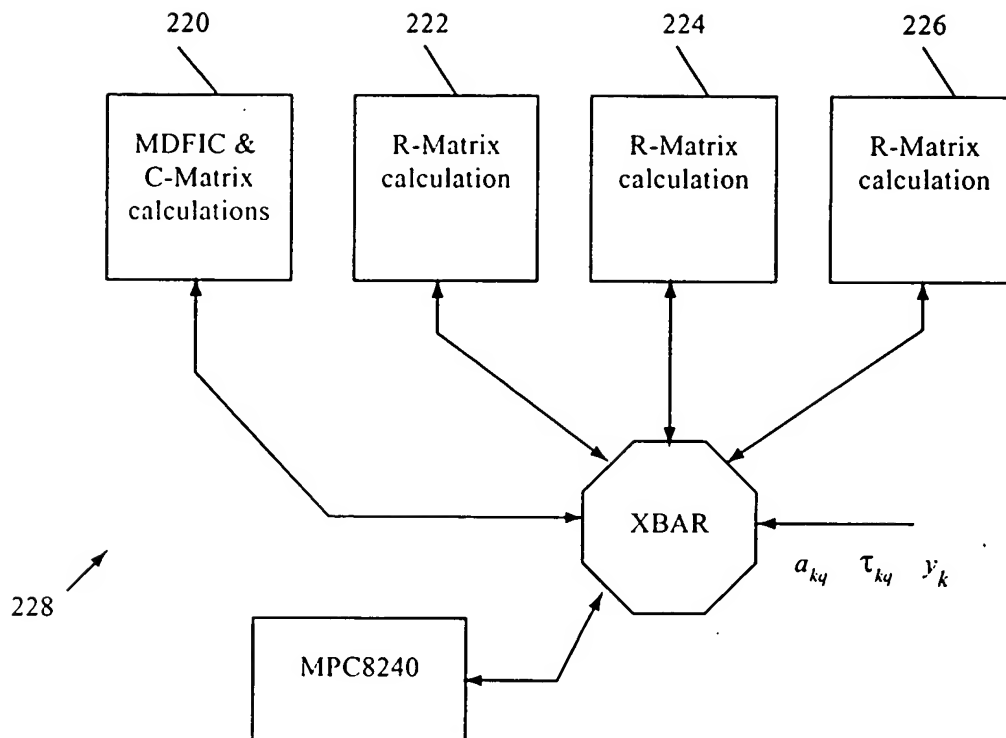 220 222 224 226
MDFIC &
C-Matrix
calculations
R-Matrix
calculation
R-Matrix
calculation
R-Matrix
calculation
XBAR
a_{kq} τ_{kq} y_k
228
MPC8240